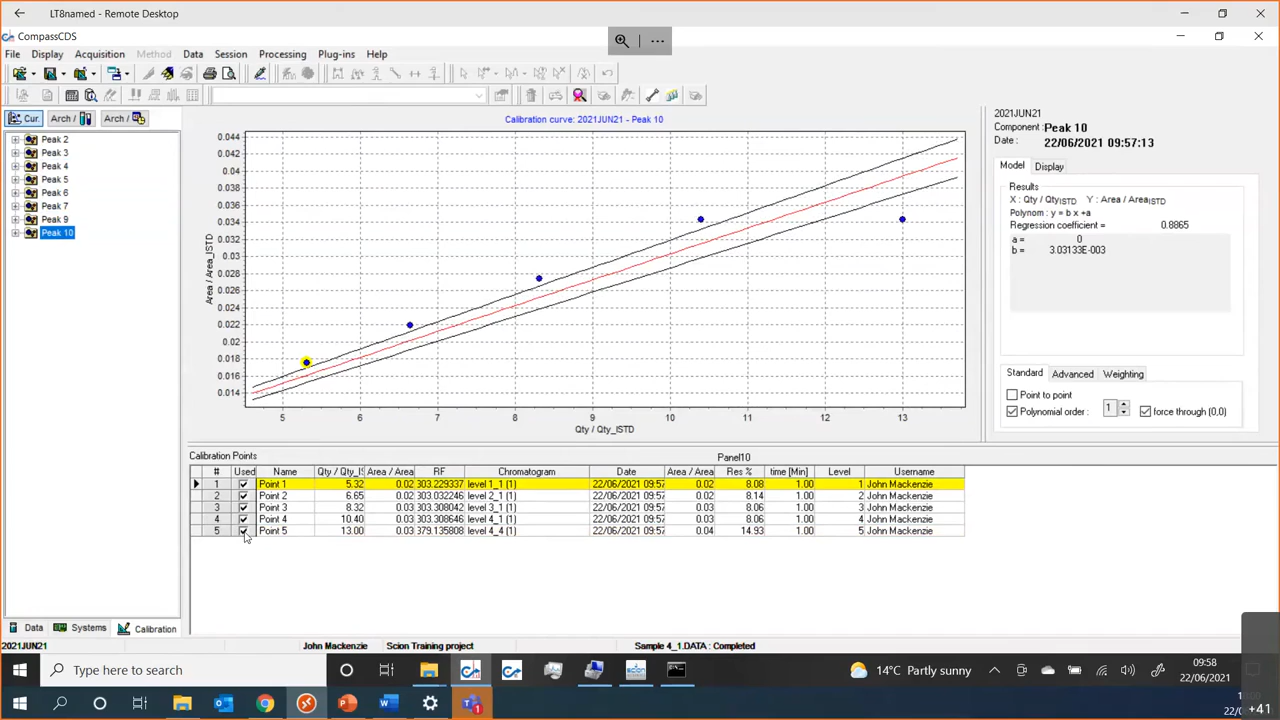 LT8named — Remote Desktop
CompassCDS
File Display Acquisition Method Data Session Processing Plug-ins Help
Cur. Arch / Arch /
Peak 2
Peak 3
Peak 4
Peak 5
Peak 6
Peak 7
Peak 9
Peak 10
Calibration curve: 2021JUN21 - Peak 10
0.044
0.042
0.04
0.038
0.036
0.034
0.032
0.03
0.028
0.026
0.024
0.022
0.02
0.018
0.016
0.014
Area / Area_ISTD
5 6 7 8 9 10 11 12 13
Qty / Qty_ISTD
2021JUN21
Component : Peak 10
Date : 22/06/2021 09:57:13
Model Display
Results
X : Qty / QtyISTD Y : Area / AreaISTD
Polynom : y = b x +a
Regression coefficient = 0.8865
a = 0
b = 3.03133E-003
Standard Advanced Weighting
Point to point
Polynomial order : 1 force through (0,0)
Calibration Points Panel10
# Used Name Qty / Qty_IS Area / Area RF Chromatogram Date Area / Area Res % time [Min] Level Username
1 Point 1 5.32 0.02 303.229337 level 1_1 (1) 22/06/2021 09:57 0.02 8.08 1.00 1 John Mackenzie
2 Point 2 6.65 0.02 303.032246 level 2_1 (1) 22/06/2021 09:57 0.02 8.14 1.00 2 John Mackenzie
3 Point 3 8.32 0.03 303.308042 level 3_1 (1) 22/06/2021 09:57 0.03 8.06 1.00 3 John Mackenzie
4 Point 4 10.40 0.03 303.308646 level 4_1 (1) 22/06/2021 09:57 0.03 8.06 1.00 4 John Mackenzie
5 Point 5 13.00 0.03 379.135808 level 4_4 (1) 22/06/2021 09:57 0.04 14.93 1.00 5 John Mackenzie
Data Systems Calibration
2021JUN21 John Mackenzie Scion Training project Sample 4_1.DATA : Completed
Type here to search 14°C Partly sunny 09:58
22/06/2021
+41